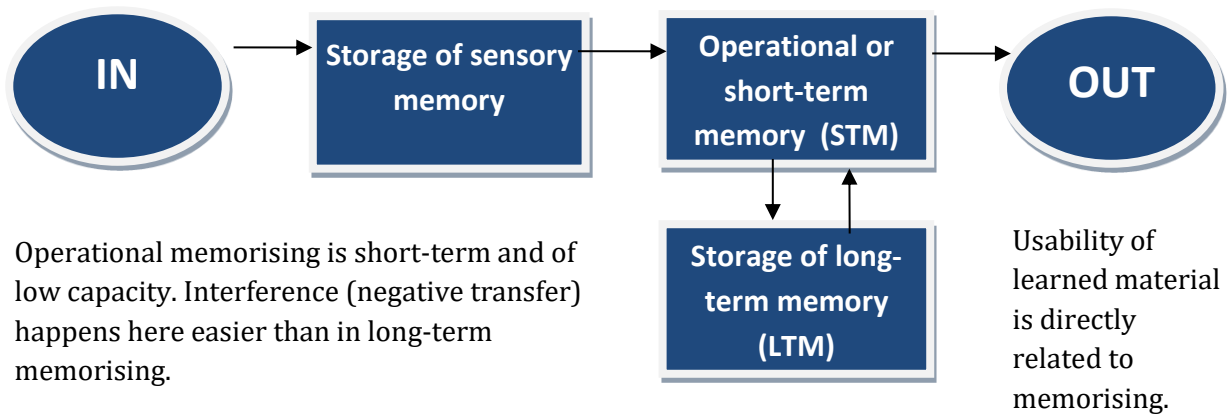 IN
Storage of sensory
memory
Operational or
short-term
memory (STM)
OUT
Storage of long-
term memory
(LTM)
Operational memorising is short-term and of
low capacity. Interference (negative transfer)
happens here easier than in long-term
memorising.
Usability of
learned material
is directly
related to
memorising.